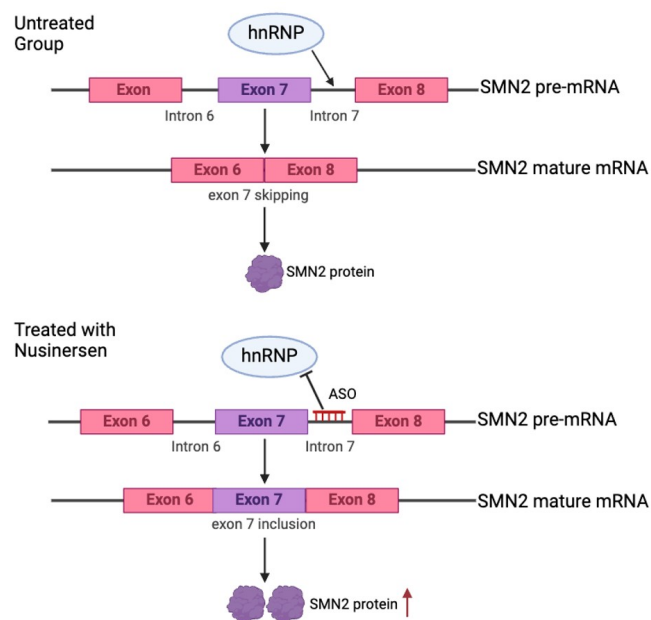 Untreated
Group
hnRNP
Exon
Exon 7
Exon 8
SMN2 pre-mRNA
Intron 6
Intron 7
Exon 6
Exon 8
SMN2 mature mRNA
exon 7 skipping
SMN2 protein
Treated with
Nusinersen
hnRNP
ASO
Exon 6
Exon 7
Exon 8
SMN2 pre-mRNA
Intron 6
Intron 7
Exon 6
Exon 7
Exon 8
SMN2 mature mRNA
exon 7 inclusion
SMN2 protein